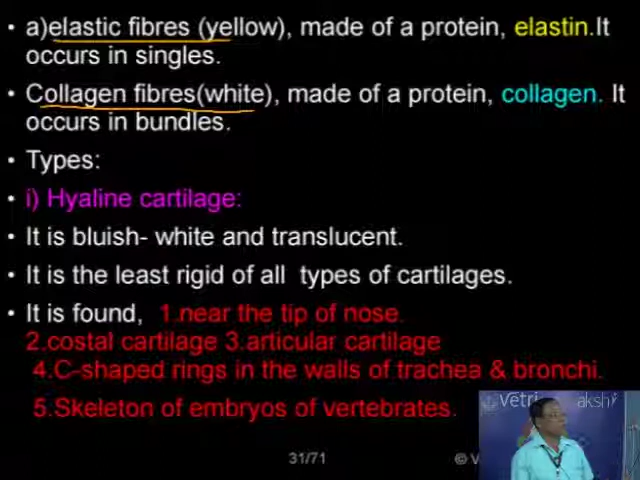 • a)elastic fibres (yellow), made of a protein, elastin.It
occurs in singles.
• Collagen fibres(white), made of a protein, collagen. It
occurs in bundles.
• Types:
• i) Hyaline cartilage:
• It is bluish- white and translucent.
• It is the least rigid of all types of cartilages.
• It is found, 1.near the tip of nose.
2.costal cartilage 3.articular cartilage
4.C-shaped rings in the walls of trachea & bronchi.
5.Skeleton of embryos of vertebrates.
Vetri akshi
31/71
© V